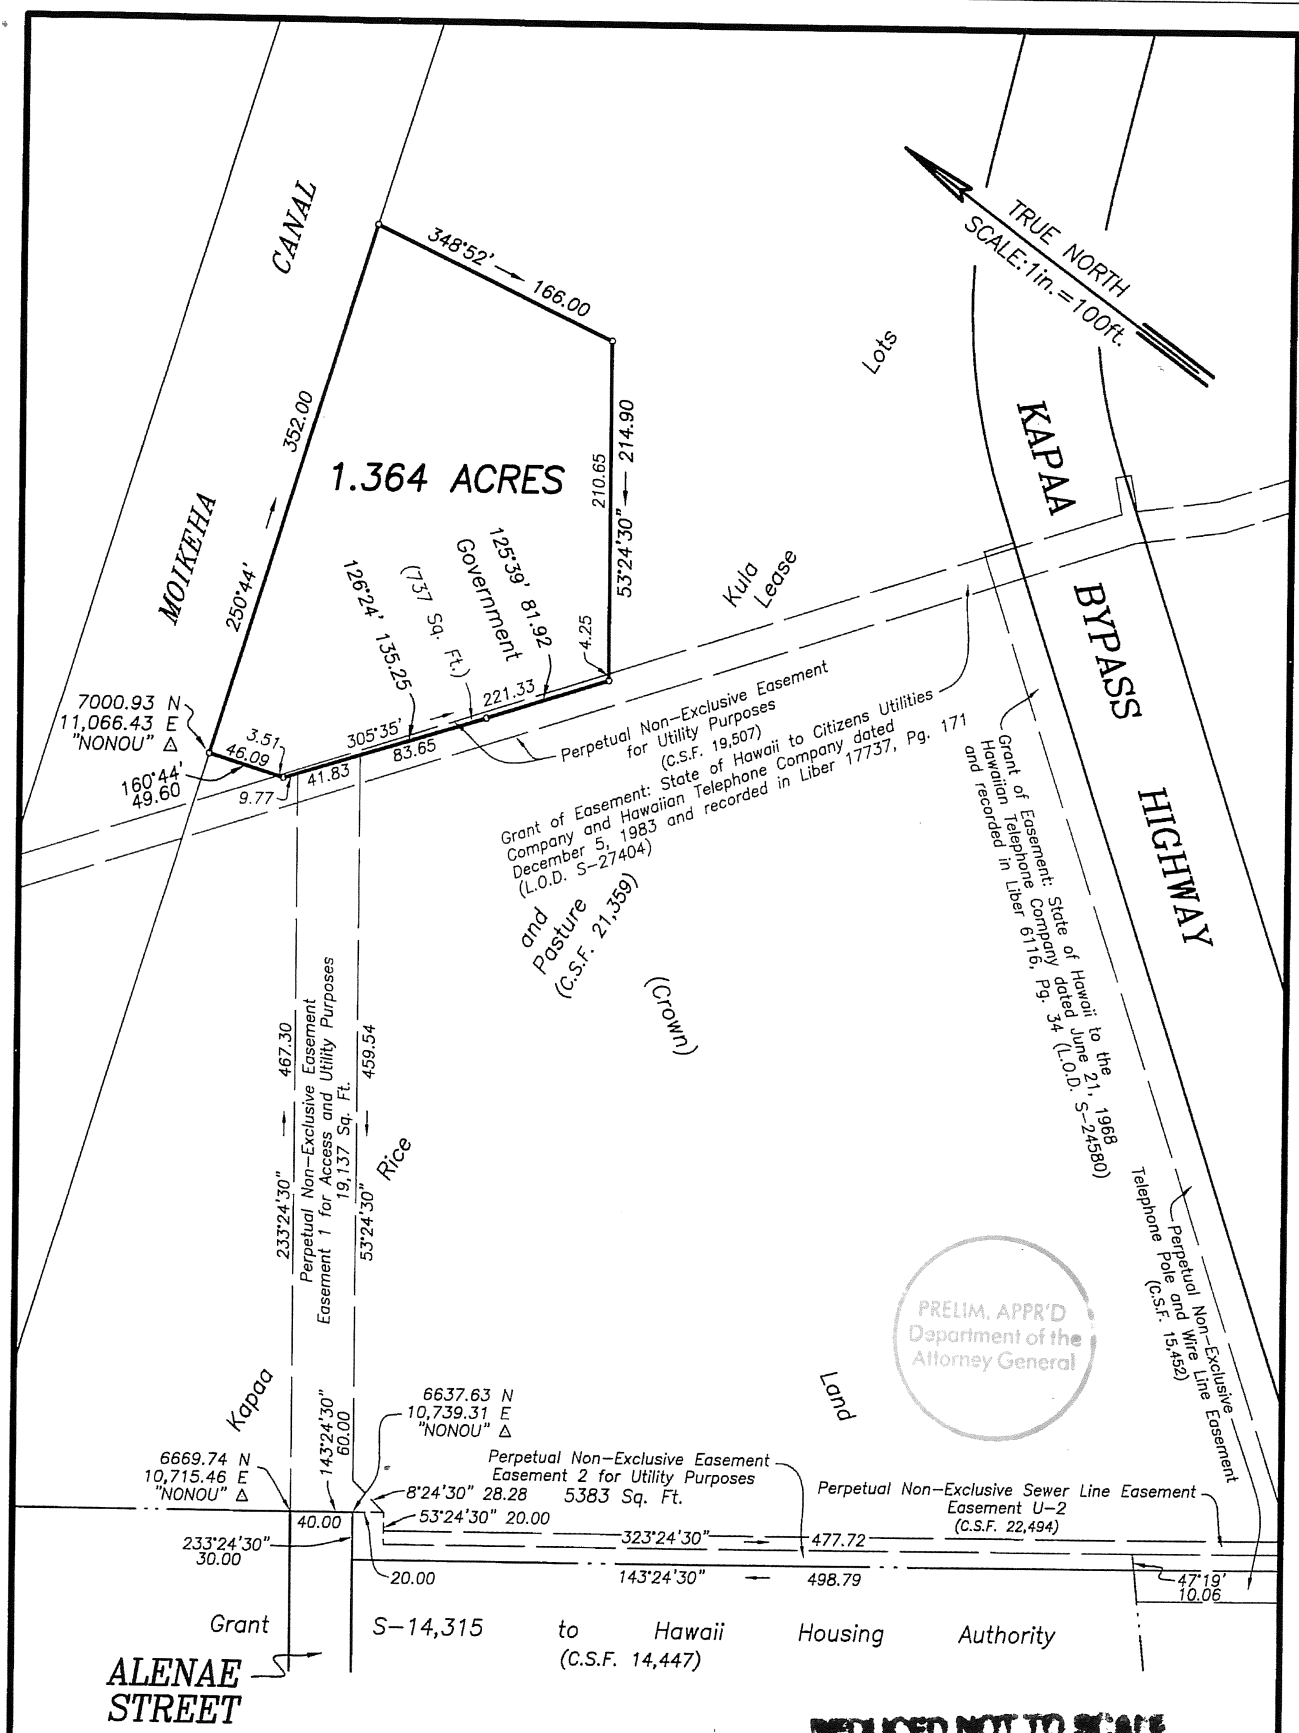 MOIKEHA CANAL
348°52' 166.00
TRUE NORTH
SCALE: 1in.=100ft.
Lots
352.00
250°44'
1.364 ACRES
53°24'30" 214.90
210.65
KAPAA BYPASS HIGHWAY
Kula
Lease
125°39' 81.92
Government
(737 Sq. Ft.)
126°24' 135.25
4.25
221.33
305°35'
83.65
41.83
3.51
46.09
9.77
7000.93 N
11,066.43 E
"NONOU" △
160°44'
49.60
Perpetual Non-Exclusive Easement
for Utility Purposes
(C.S.F. 19,507)
Grant of Easement: State of Hawaii to Citizens Utilities
Company and Hawaiian Telephone Company dated
December 5, 1983 and recorded in Liber 17737, Pg. 171
(L.O.D. S-27404)
and
Pasture
(C.S.F. 21,359)
(Crown)
Grant of Easement: State of Hawaii to the
Hawaiian Telephone Company dated June 21, 1968
and recorded in Liber 6116, Pg. 34 (L.O.D. S-24580)
467.30
233°24'30"
Perpetual Non-Exclusive Easement
Easement 1 for Access and Utility Purposes
19,137 Sq. Ft.
459.54
53°24'30"
Rice
Perpetual Non-Exclusive
Telephone Pole and Wire Line Easement
(C.S.F. 15,452)
PRELIM. APPR'D
Department of the
Attorney General
Kapaa
Land
143°24'30"
60.00
6637.63 N
10,739.31 E
"NONOU" △
6669.74 N
10,715.46 E
"NONOU" △
Perpetual Non-Exclusive Easement
Easement 2 for Utility Purposes
5383 Sq. Ft.
8°24'30" 28.28
53°24'30" 20.00
Perpetual Non-Exclusive Sewer Line Easement
Easement U-2
(C.S.F. 22,494)
40.00
323°24'30" 477.72
233°24'30"
30.00
20.00
143°24'30" 498.79
47°19'
10.06
Grant S-14,315 to Hawaii Housing Authority
(C.S.F. 14,447)
ALENAE
STREET
REDUCED NOT TO SCALE